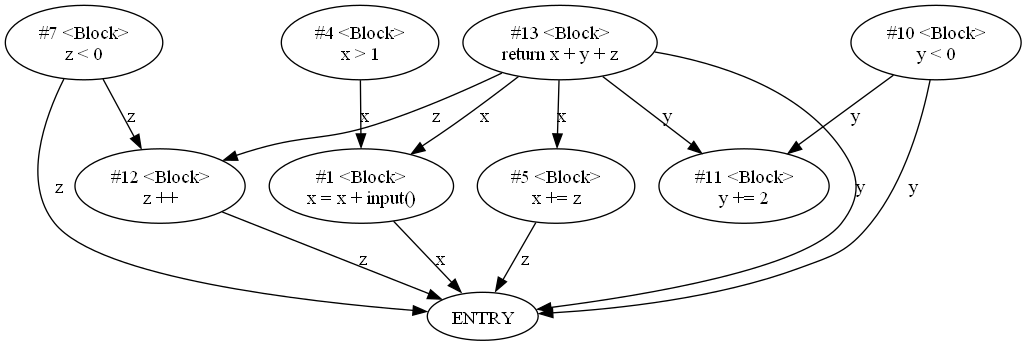 #7 <Block>
z < 0
#4 <Block>
x > 1
#13 <Block>
return x + y + z
#10 <Block>
y < 0
z
x
z
x
x
y
y
#12 <Block>
z ++
#1 <Block>
x = x + input()
#5 <Block>
x += z
#11 <Block>
y += 2
z
y
y
z
x
z
ENTRY